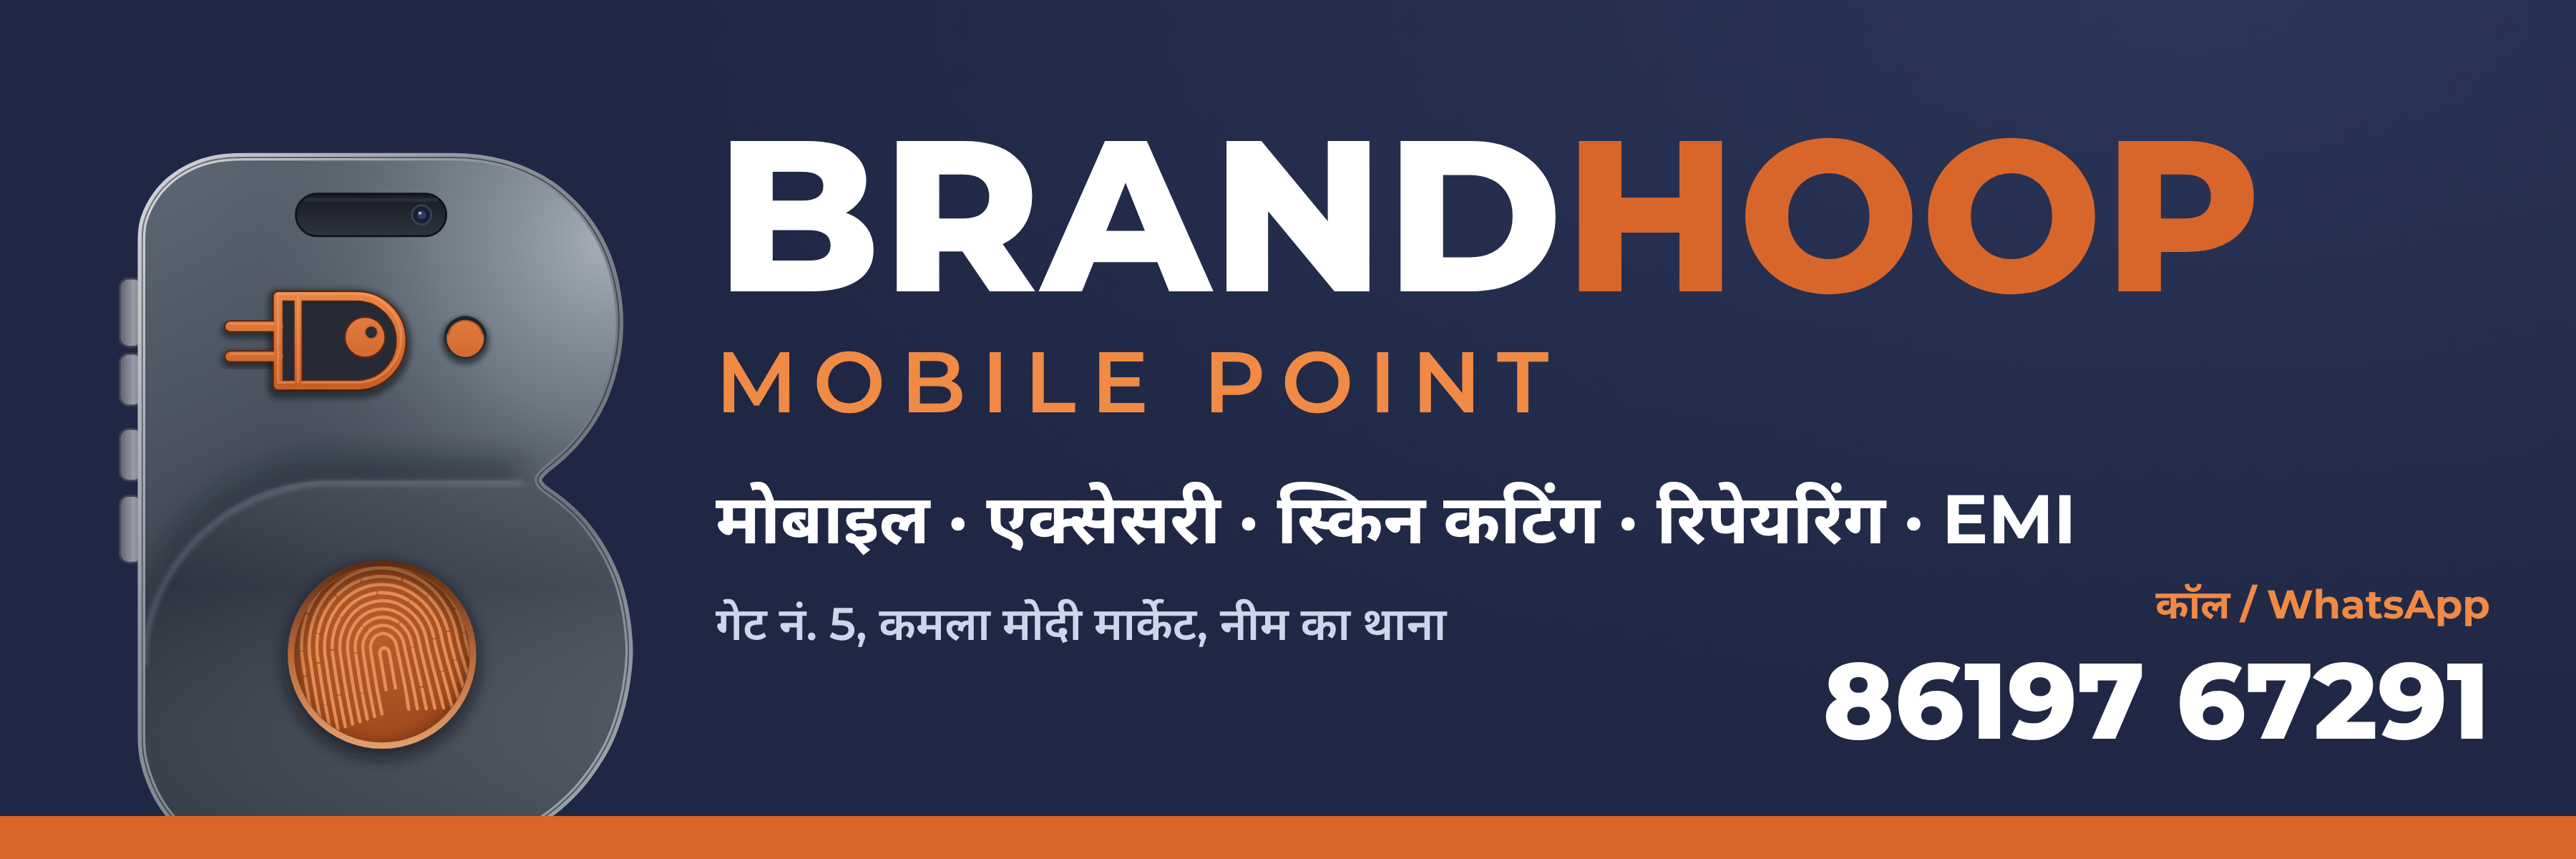 BRANDHOOP
MOBILE POINT
मोबाइल · एक्सेसरी · स्किन कटिंग · रिपेयरिंग · EMI
गेट नं. 5, कमला मोदी मार्केट, नीम का थाना
कॉल / WhatsApp
86197 67291